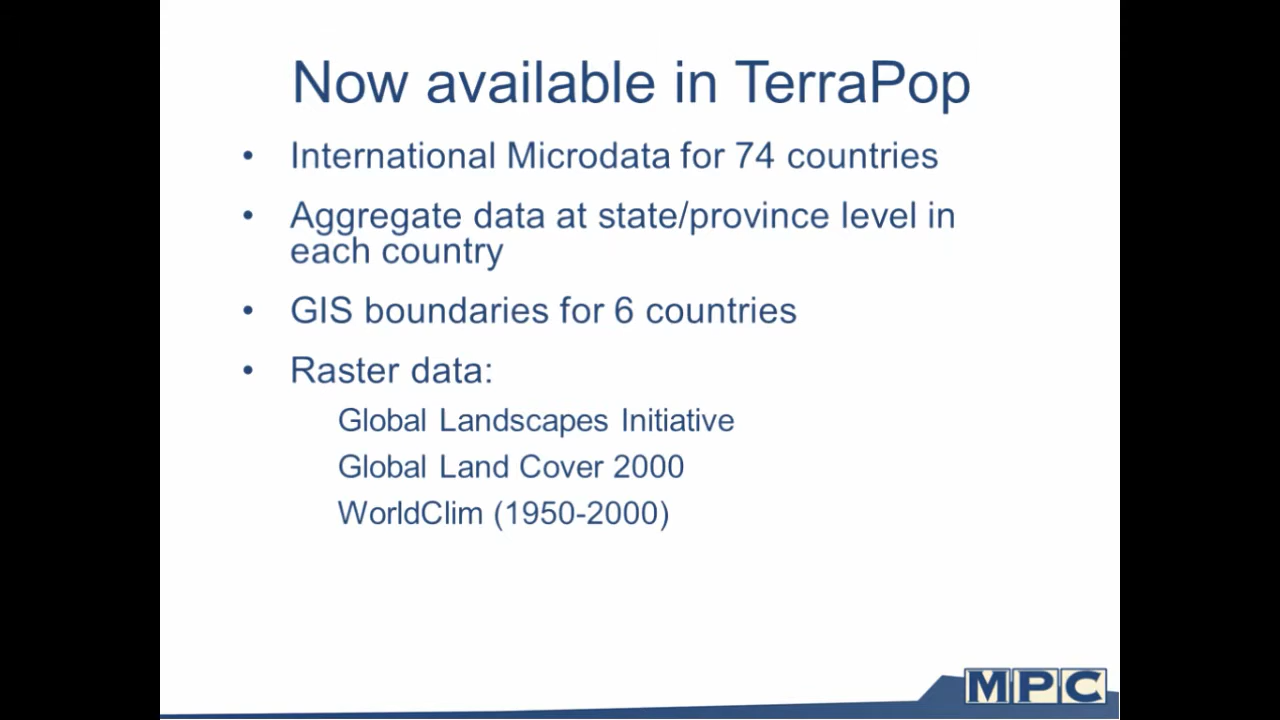 Now available in TerraPop
• International Microdata for 74 countries
• Aggregate data at state/province level in
each country
• GIS boundaries for 6 countries
• Raster data:
Global Landscapes Initiative
Global Land Cover 2000
WorldClim (1950-2000)
MPC